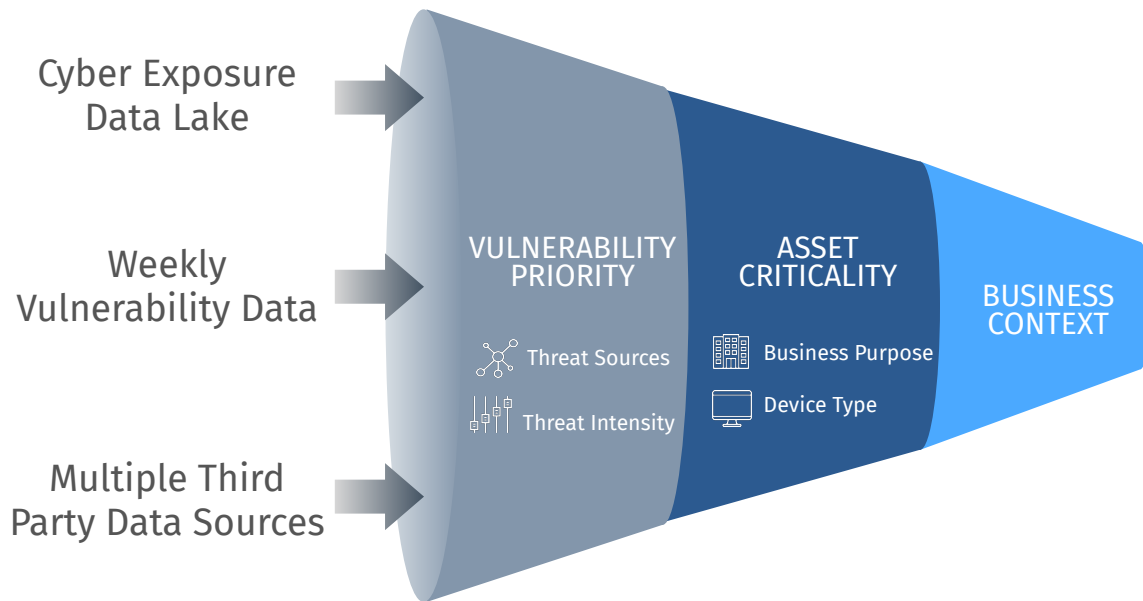 Cyber Exposure
Data Lake
Weekly
Vulnerability Data
Multiple Third
Party Data Sources
VULNERABILITY
PRIORITY
Threat Sources
Threat Intensity
ASSET
CRITICALITY
Business Purpose
Device Type
BUSINESS
CONTEXT